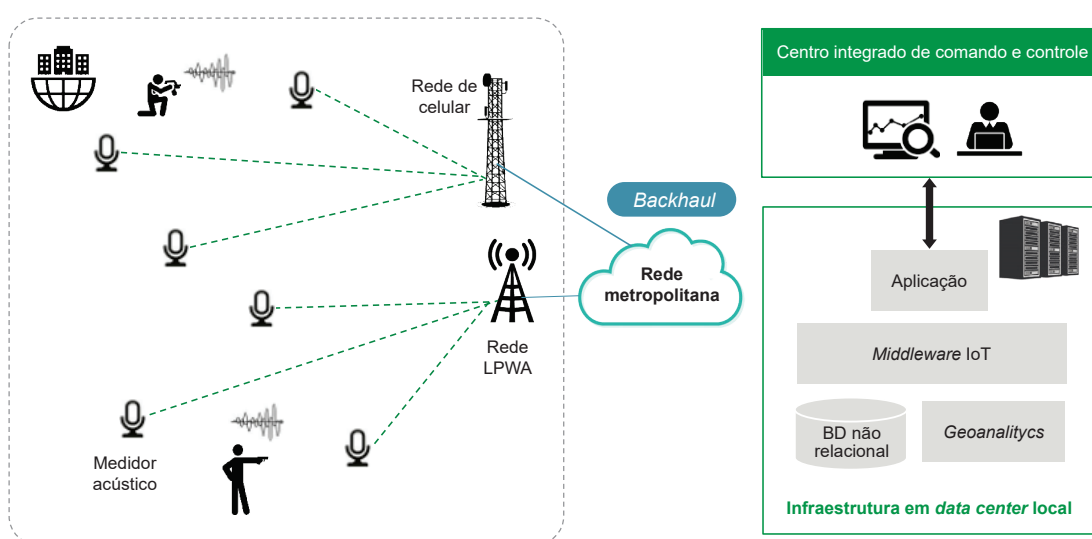 Rede de
celular
Backhaul
Rede
metropolitana
Rede
LPWA
Medidor
acústico
Centro integrado de comando e controle
Aplicação
Middleware IoT
BD não
relacional
Geoanalitycs
Infraestrutura em data center local